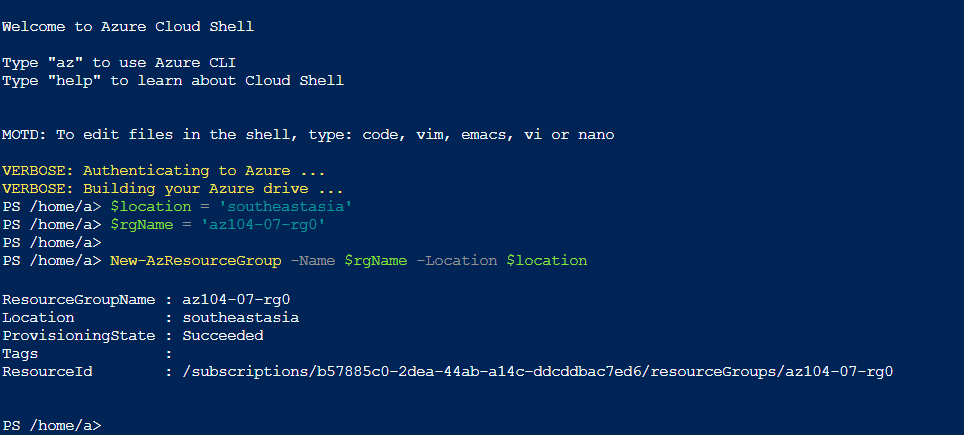 Welcome to Azure Cloud Shell
Type "az" to use Azure CLI
Type "help" to learn about Cloud Shell
MOTD: To edit files in the shell, type: code, vim, emacs, vi or nano
VERBOSE: Authenticating to Azure ...
VERBOSE: Building your Azure drive ...
PS /home/a> $location = 'southeastasia'
PS /home/a> $rgName = 'az104-07-rg0'
PS /home/a>
PS /home/a> New-AzResourceGroup -Name $rgName -Location $location
ResourceGroupName : az104-07-rg0
Location          : southeastasia
ProvisioningState : Succeeded
Tags              :
ResourceId        : /subscriptions/b57885c0-2dea-44ab-a14c-ddcddbac7ed6/resourceGroups/az104-07-rg0
PS /home/a>